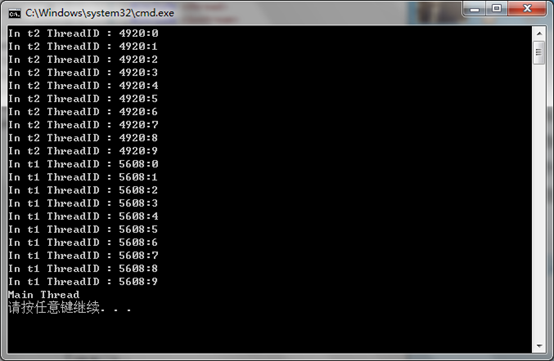 C:\Windows\system32\cmd.exe
In t2 ThreadID : 4920:0
In t2 ThreadID : 4920:1
In t2 ThreadID : 4920:2
In t2 ThreadID : 4920:3
In t2 ThreadID : 4920:4
In t2 ThreadID : 4920:5
In t2 ThreadID : 4920:6
In t2 ThreadID : 4920:7
In t2 ThreadID : 4920:8
In t2 ThreadID : 4920:9
In t1 ThreadID : 5608:0
In t1 ThreadID : 5608:1
In t1 ThreadID : 5608:2
In t1 ThreadID : 5608:3
In t1 ThreadID : 5608:4
In t1 ThreadID : 5608:5
In t1 ThreadID : 5608:6
In t1 ThreadID : 5608:7
In t1 ThreadID : 5608:8
In t1 ThreadID : 5608:9
Main Thread
请按任意键继续. . .